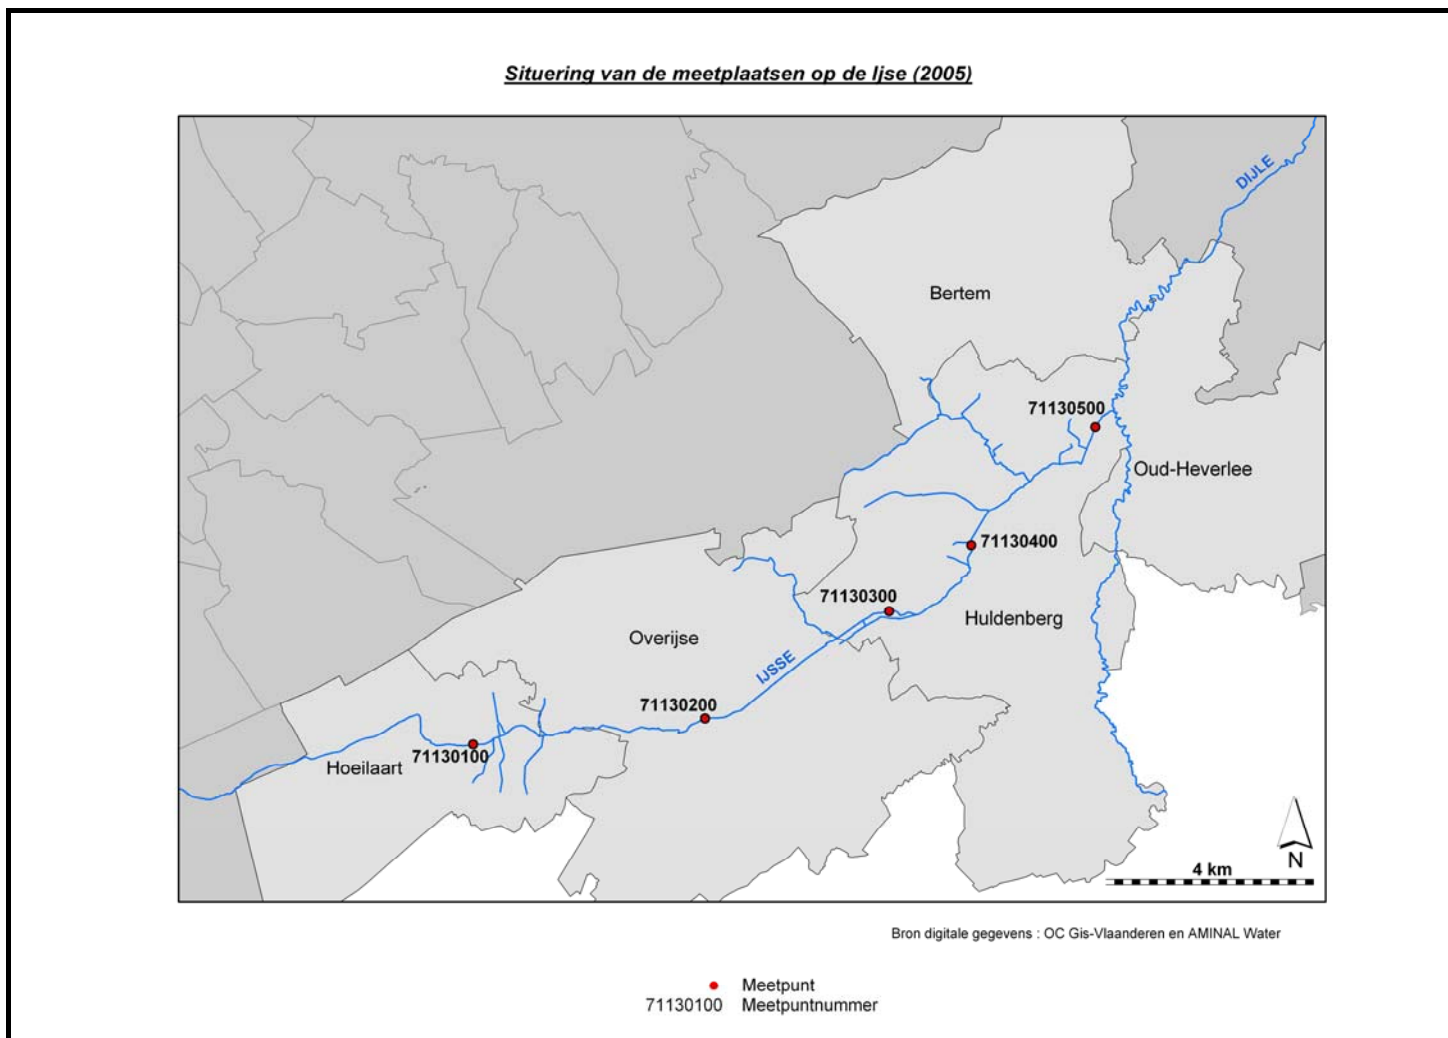 Situering van de meetplaatsen op de Ijse (2005)
DIJLE
Bertem
71130500
Oud-Heverlee
71130400
71130300
Huldenberg
Overijse
IJSSE
71130200
71130100
Hoeilaart
N
4 km
Bron digitale gegevens : OC Gis-Vlaanderen en AMINAL Water
Meetpunt
71130100 Meetpuntnummer